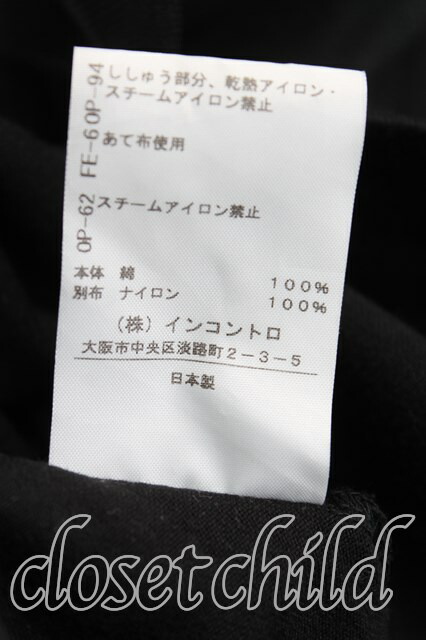 ししゅう部分、乾熱アイロン・
スチームアイロン禁止
あて布使用
スチームアイロン禁止
OP-62 FE-60P-94
本体 綿 100%
別布 ナイロン 100%
(株)インコントロ
大阪市中央区淡路町2-3-5
日本製
closet child